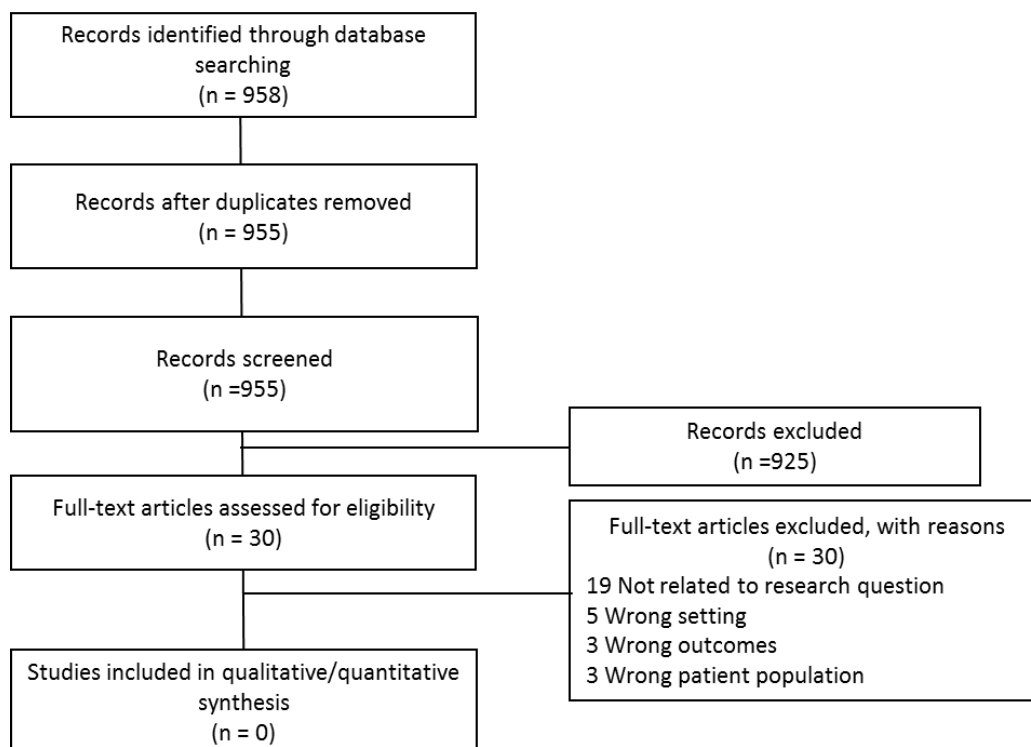 Records identified through database
searching
(n = 958)
Records after duplicates removed
(n = 955)
Records screened
(n =955)
Records excluded
(n =925)
Full-text articles assessed for eligibility
(n = 30)
Full-text articles excluded, with reasons
(n = 30)
19 Not related to research question
5 Wrong setting
3 Wrong outcomes
3 Wrong patient population
Studies included in qualitative/quantitative
synthesis
(n = 0)